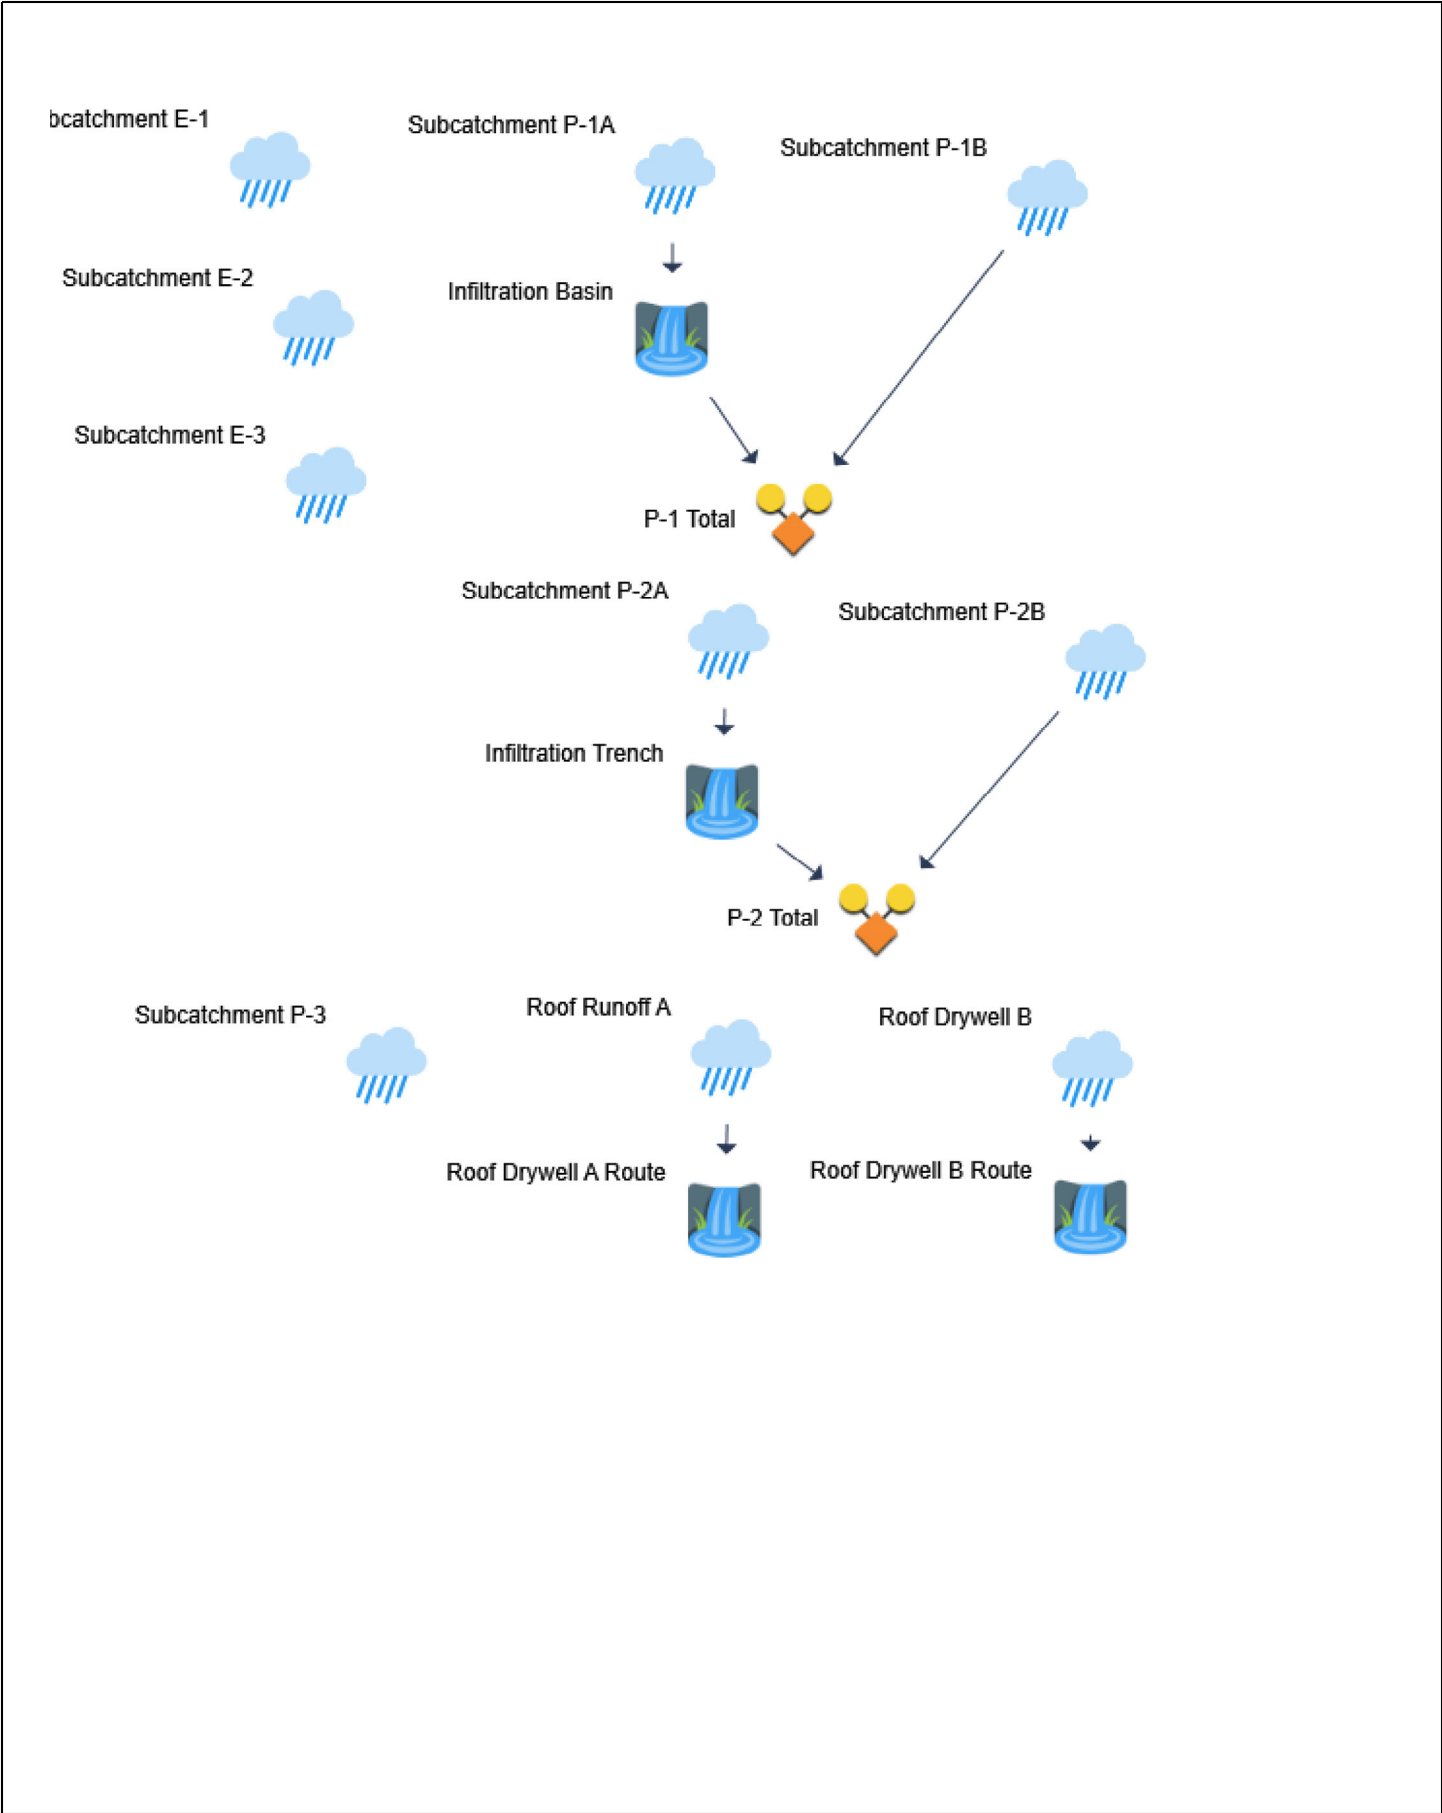 bcatchment E-1
Subcatchment P-1A
Subcatchment P-1B
Subcatchment E-2
Infiltration Basin
Subcatchment E-3
P-1 Total
Subcatchment P-2A
Subcatchment P-2B
Infiltration Trench
P-2 Total
Subcatchment P-3
Roof Runoff A
Roof Drywell B
Roof Drywell A Route
Roof Drywell B Route